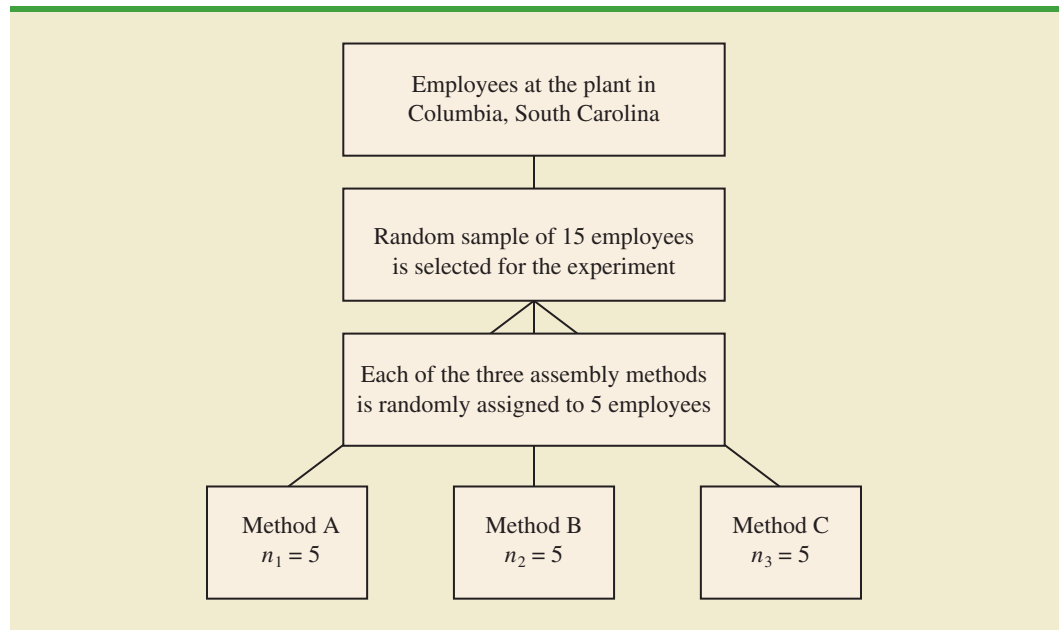 Employees at the plant in
Columbia, South Carolina
Random sample of 15 employees
is selected for the experiment
Each of the three assembly methods
is randomly assigned to 5 employees
Method A
n₁ = 5
Method B
n₂ = 5
Method C
n₃ = 5